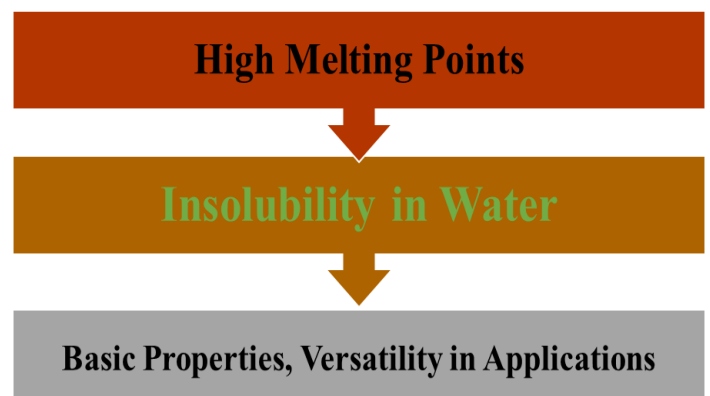 High Melting Points
Insolubility in Water
Basic Properties, Versatility in Applications